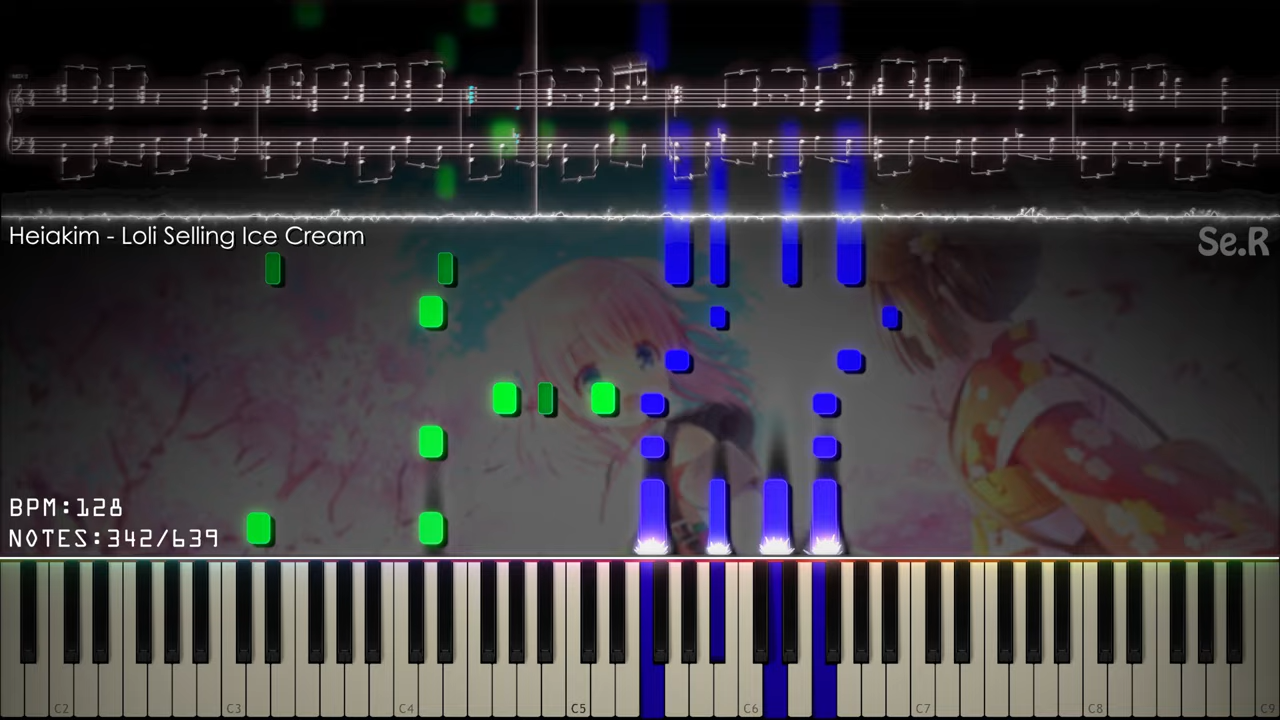 Heiakim - Loli Selling Ice Cream
Se.R
BPM:128
NOTES:342/639
C2 C3 C4 C5 C6 C7 C8 C9